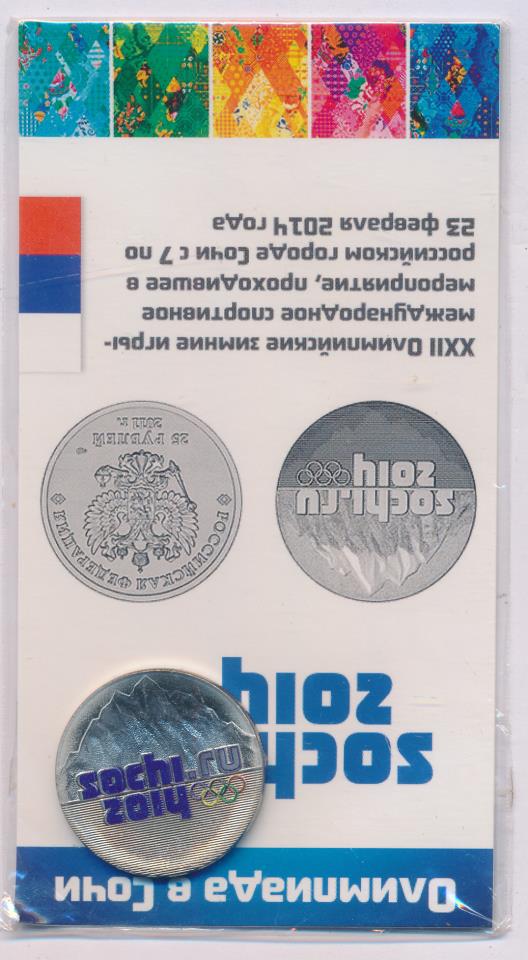 Олимпиада в Сочи
sochi
2014
sochi.ru
2014
sochi.ru
2014
РОССИЙСКАЯ ФЕДЕРАЦИЯ
25 РУБЛЕЙ
2011 г.
XXII Олимпийские зимние игры-
международное спортивное
мероприятие, проходившее в
российском городе Сочи с 7 по
23 февраля 2014 года